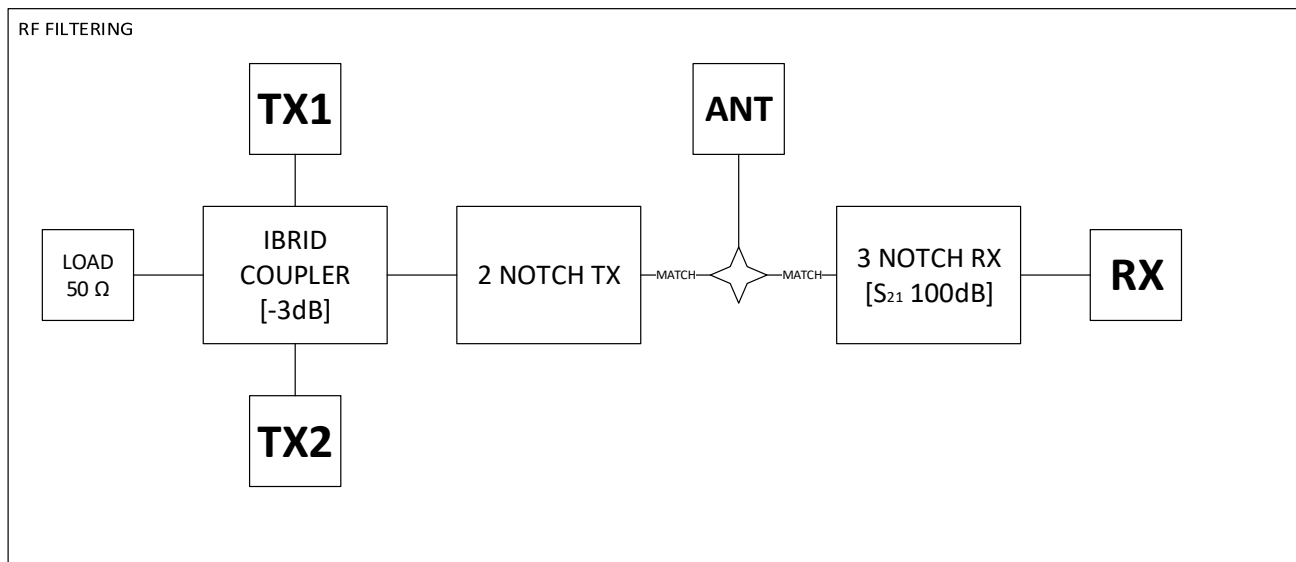 RF FILTERING
TX1
ANT
LOAD
50 Ω
IBRID
COUPLER
[-3dB]
2 NOTCH TX
MATCH
MATCH
3 NOTCH RX
[S₂₁ 100dB]
RX
TX2